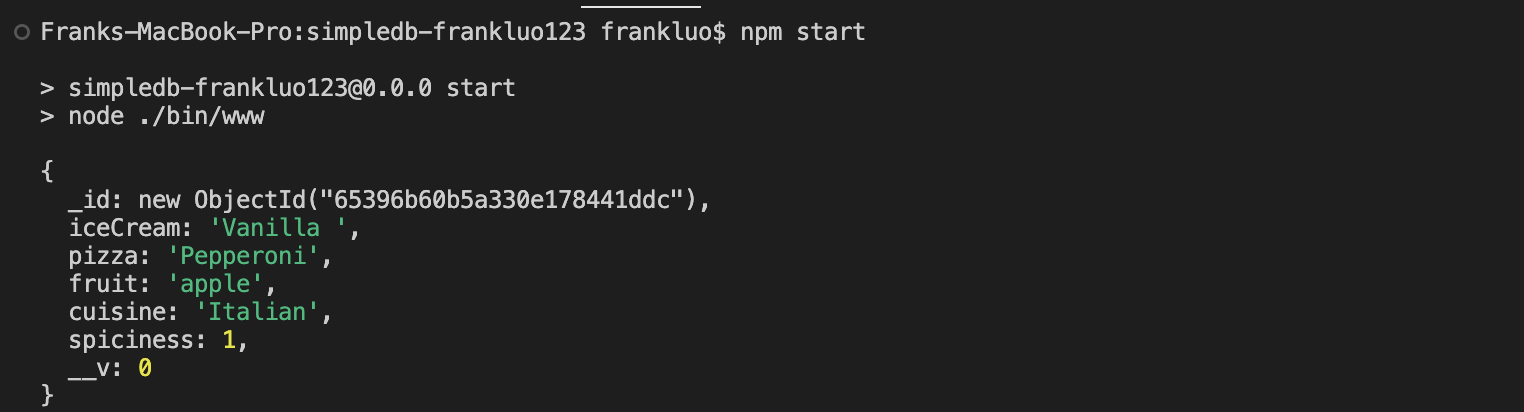 Franks-MacBook-Pro:simpledb-frankluo123 frankluo$ npm start
> simpledb-frankluo123@0.0.0 start
> node ./bin/www
{
_id: new ObjectId("65396b60b5a330e178441ddc"),
iceCream: 'Vanilla ',
pizza: 'Pepperoni',
fruit: 'apple',
cuisine: 'Italian',
spiciness: 1,
__v: 0
}